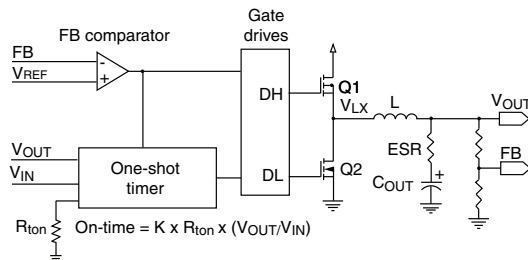 Gate
drives
FB comparator
FB
VREF
-
+
DH
Q1
VLX
L
VOUT
ESR
FB
VOUT
VIN
One-shot
timer
DL
Q2
COUT
+
Rton
On-time = K x Rton x (VOUT/VIN)